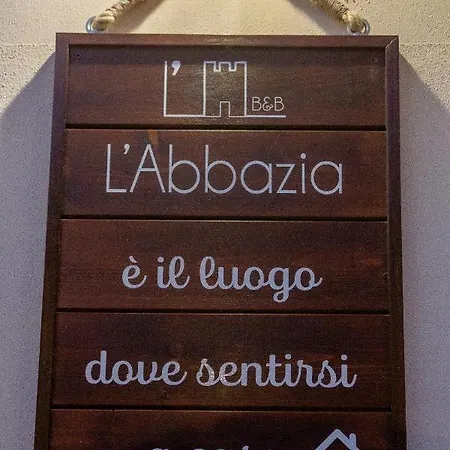 L' B&B
L'Abbazia
è il luogo
dove sentirsi